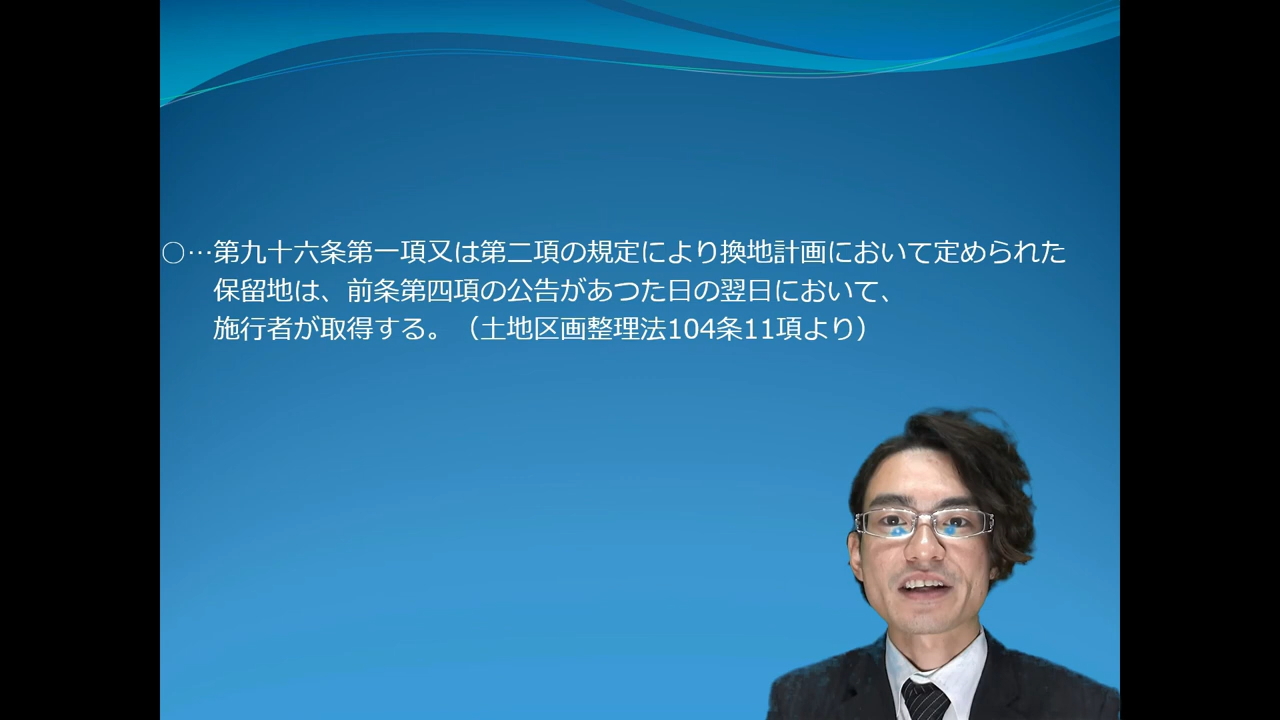 ○…第九十六条第一項又は第二項の規定により換地計画において定められた
保留地は、前条第四項の公告があつた日の翌日において、
施行者が取得する。（土地区画整理法104条11項より）